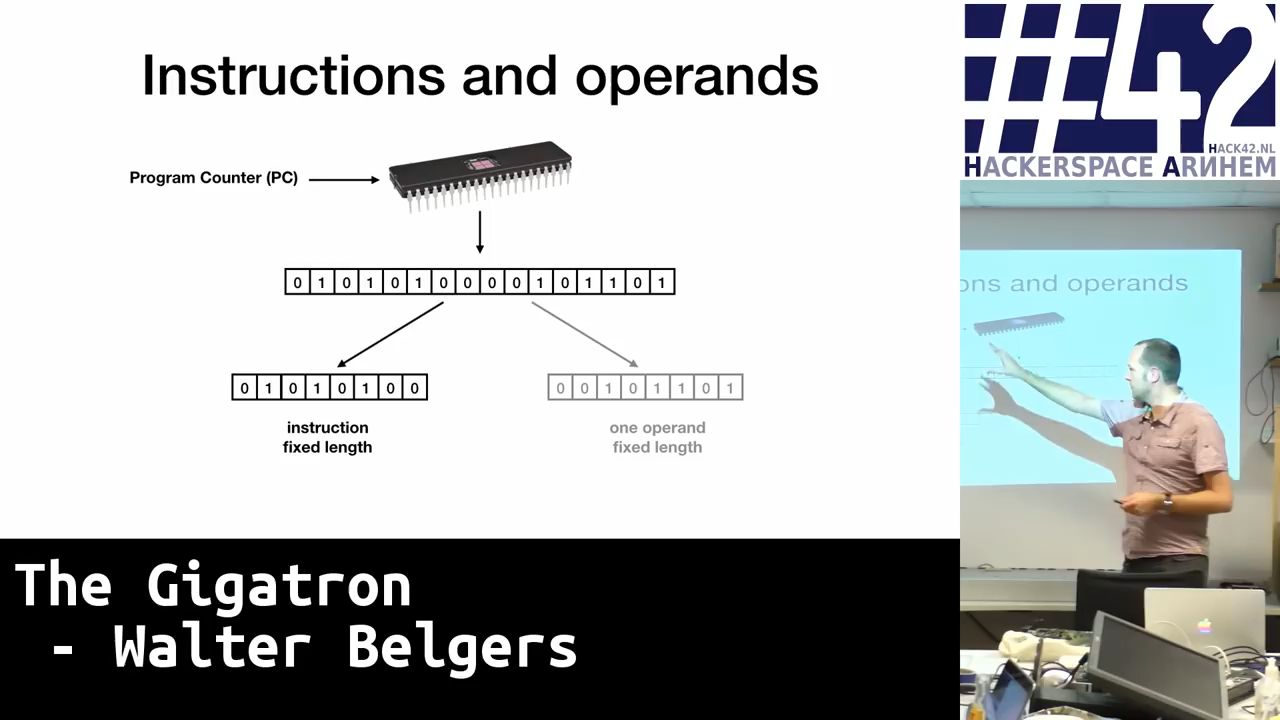 Instructions and operands
Program Counter (PC)
0 1 0 1 0 1 0 0 0 0 1 0 1 1 0 1
0 1 0 1 0 1 0 0
0 0 1 0 1 1 0 1
instruction
fixed length
one operand
fixed length
The Gigatron
- Walter Belgers
#42
HACK42.NL
HACKERSPACE ARИHEM
ons and operands